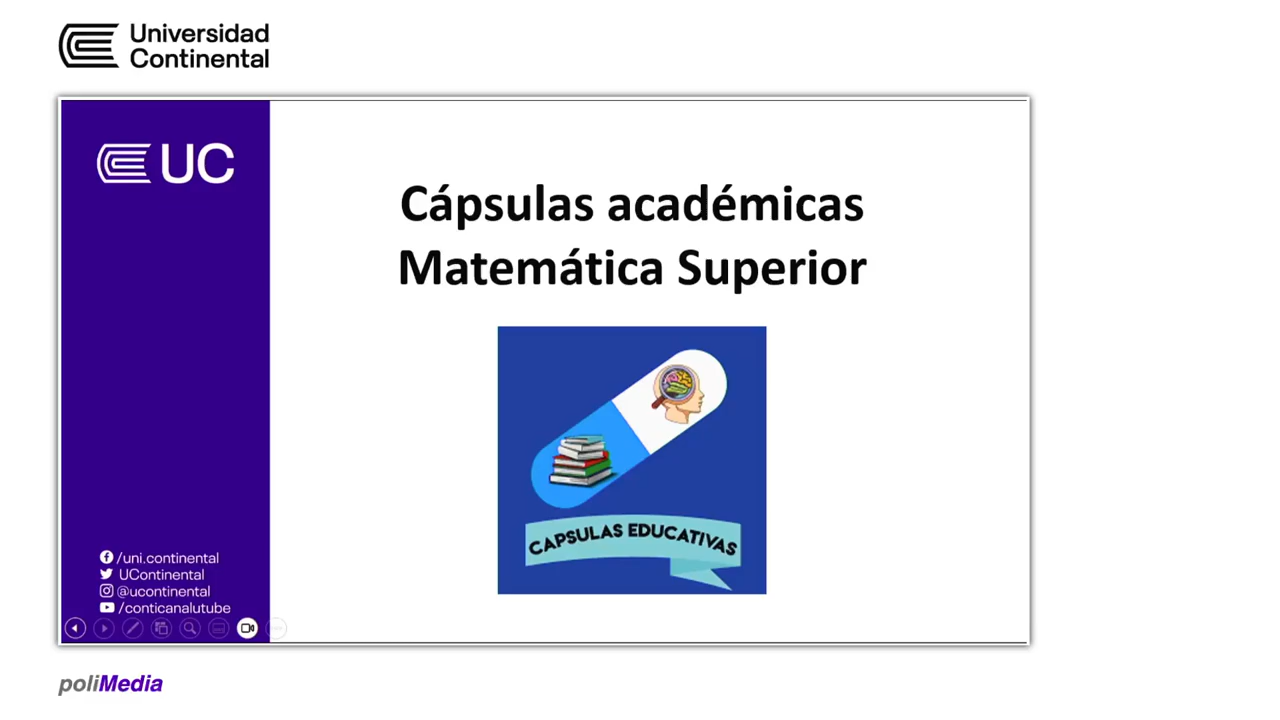 Universidad
Continental
UC
Cápsulas académicas
Matemática Superior
CAPSULAS EDUCATIVAS
/uni.continental
UContinental
@ucontinental
/conticanalutube
poliMedia